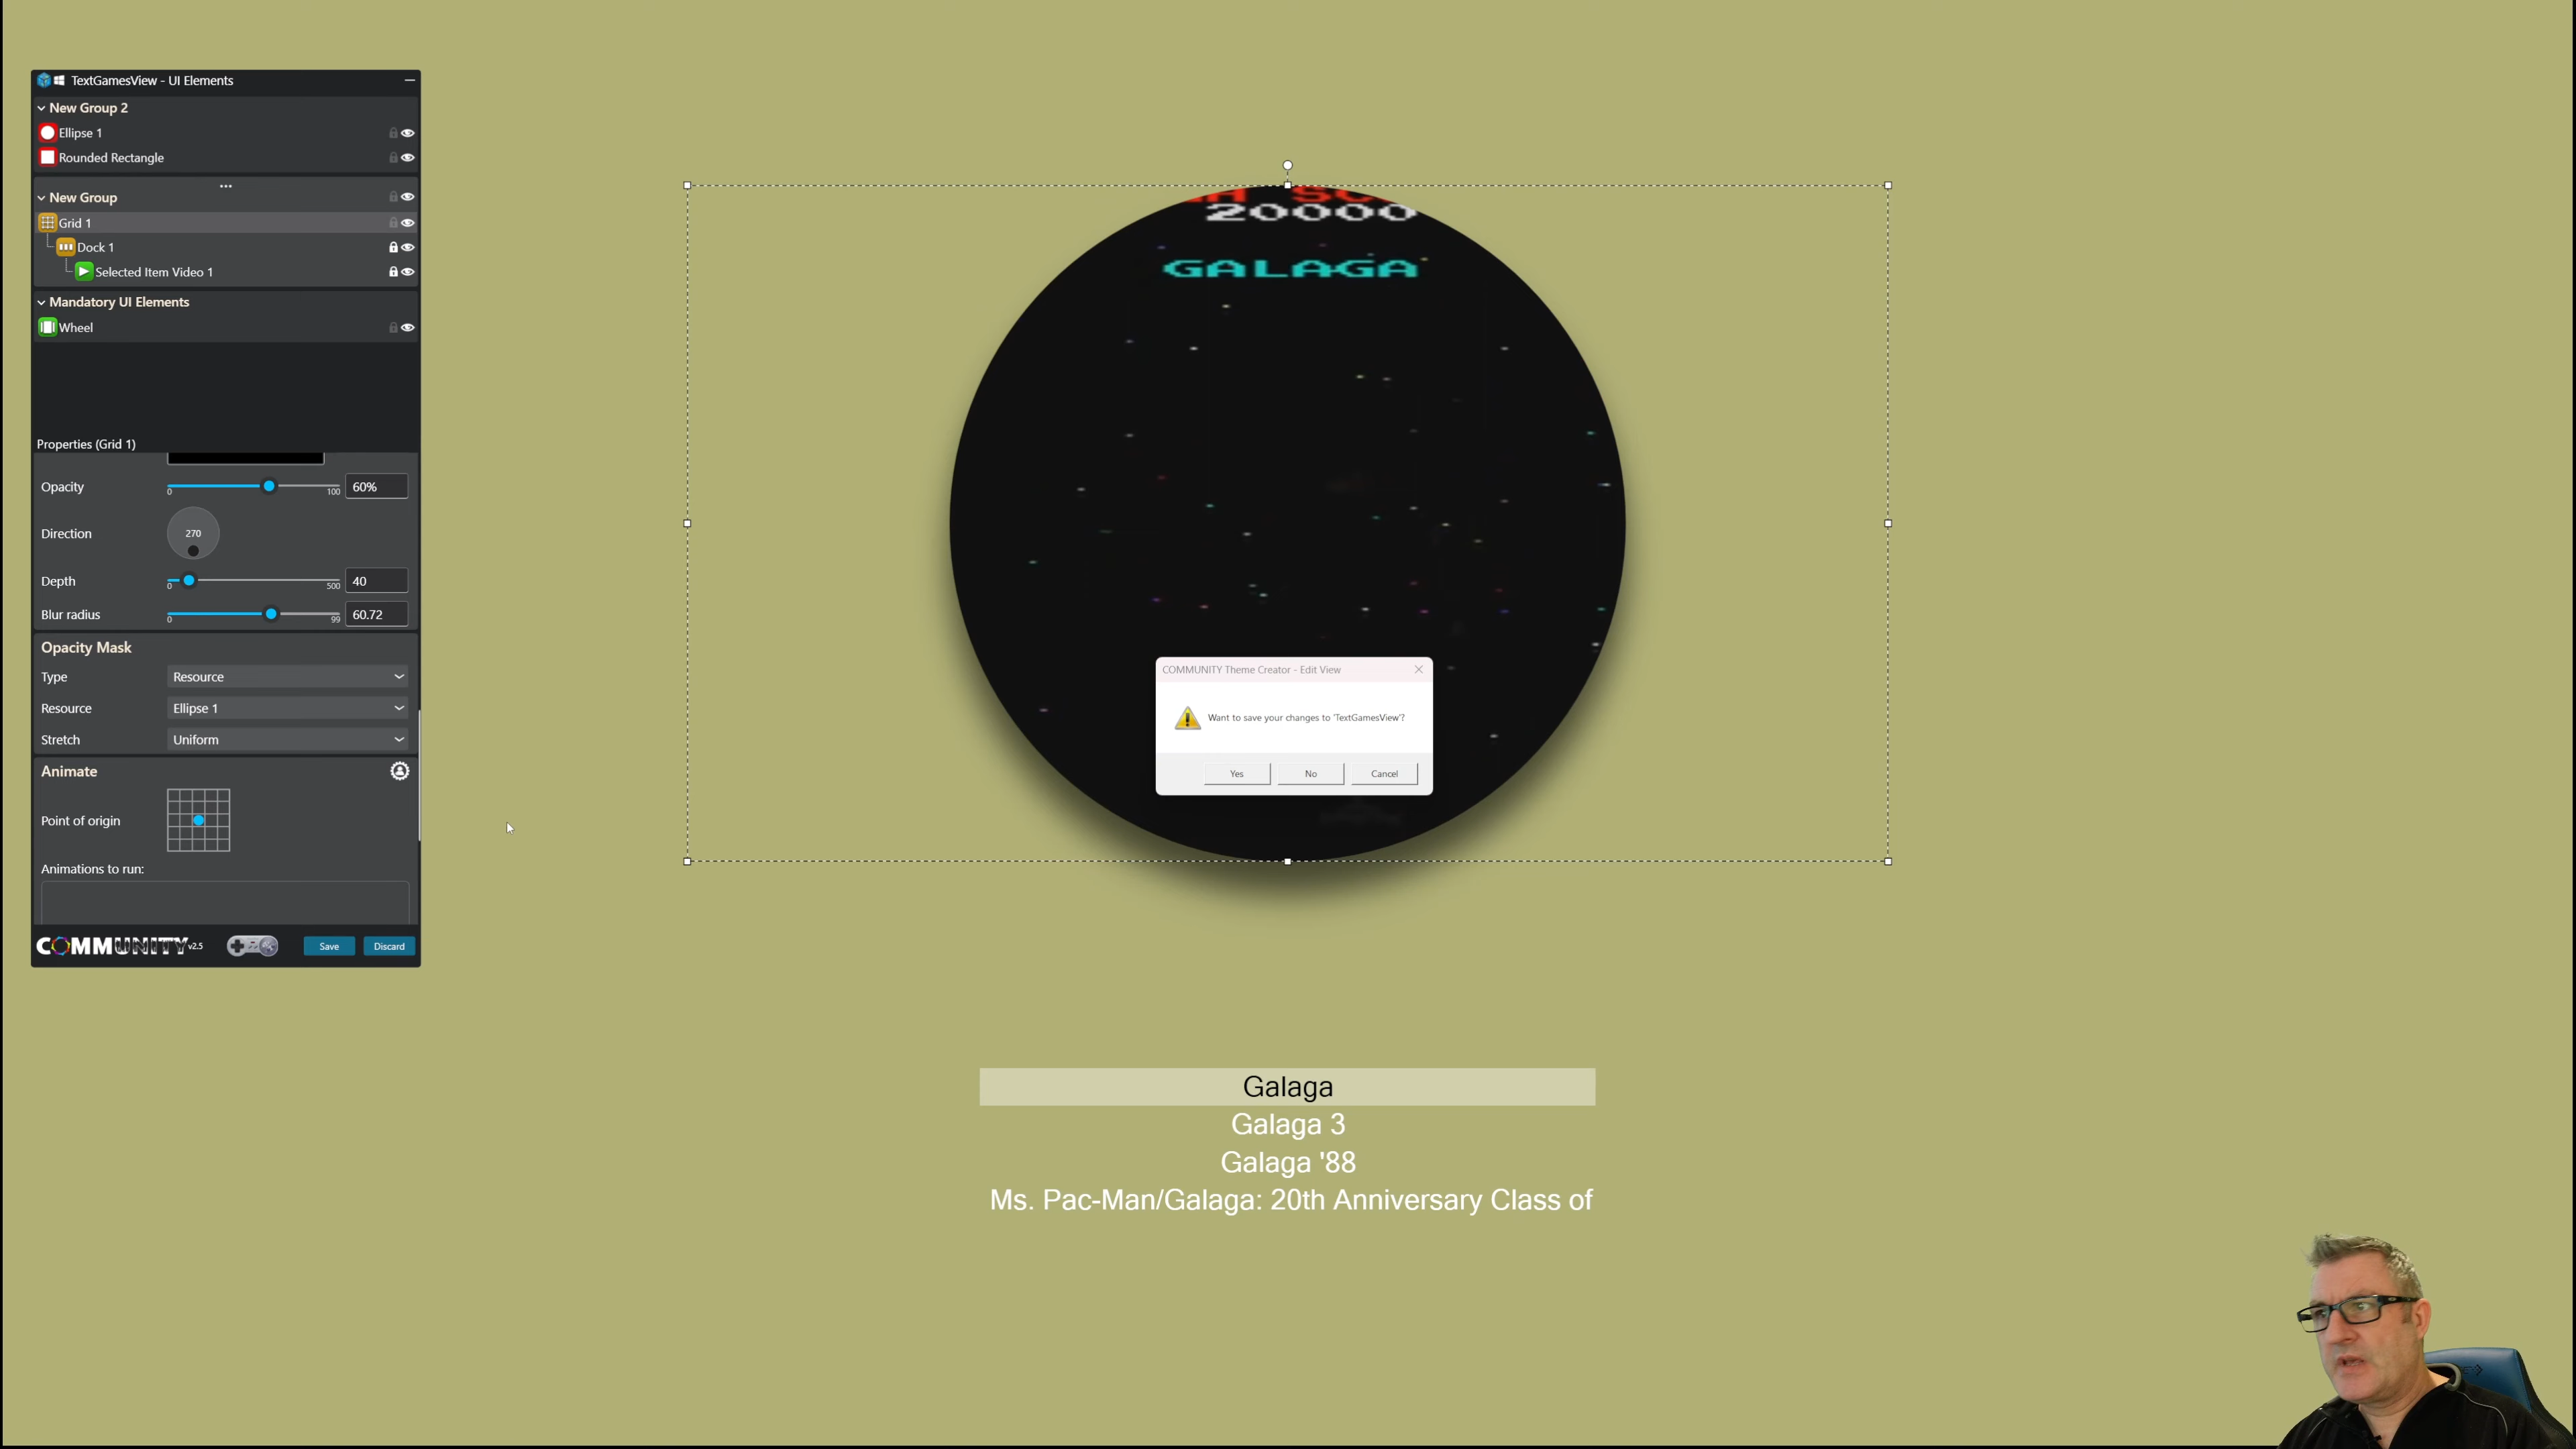 TextGamesView - UI Elements
New Group 2
Ellipse 1
Rounded Rectangle
New Group
Grid 1
Dock 1
Selected Item Video 1
Mandatory UI Elements
Wheel
Properties (Grid 1)
Opacity
0
100
60%
Direction
270
Depth
0
500
40
Blur radius
0
99
60.72
Opacity Mask
Type
Resource
Resource
Ellipse 1
Stretch
Uniform
Animate
Point of origin
Animations to run:
COMMUNITY v2.5
Save
Discard
20000
GALAGA
COMMUNITY Theme Creator - Edit View
Want to save your changes to 'TextGamesView'?
Yes
No
Cancel
Galaga
Galaga 3
Galaga '88
Ms. Pac-Man/Galaga: 20th Anniversary Class of